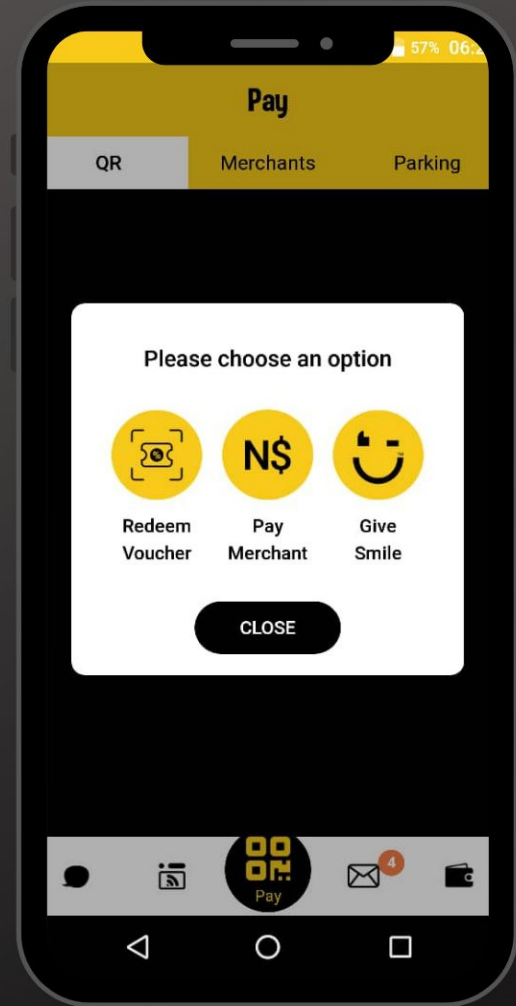 57% 06:2
Pay
QR Merchants Parking
Please choose an option
N$
Redeem Voucher
Pay Merchant
Give Smile
CLOSE
4
Pay